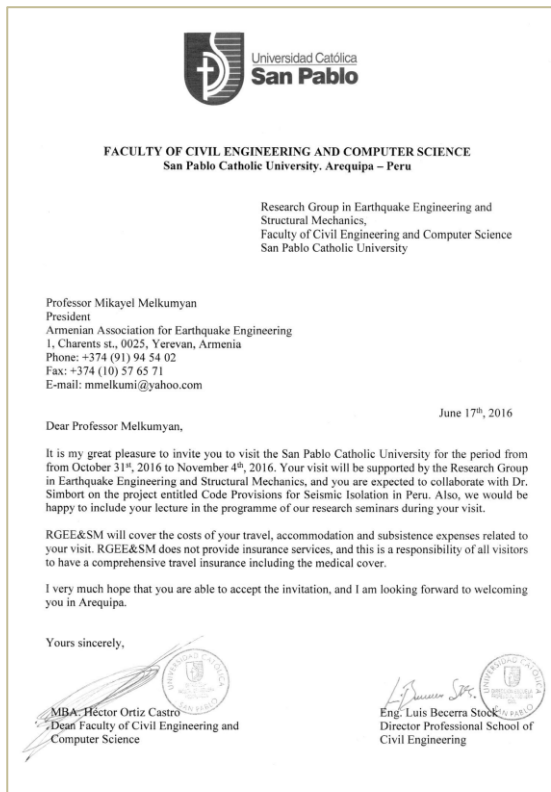 Universidad Católica
San Pablo
FACULTY OF CIVIL ENGINEERING AND COMPUTER SCIENCE
San Pablo Catholic University. Arequipa – Peru
Research Group in Earthquake Engineering and
Structural Mechanics,
Faculty of Civil Engineering and Computer Science
San Pablo Catholic University
Professor Mikayel Melkumyan
President
Armenian Association for Earthquake Engineering
1, Charents st., 0025, Yerevan, Armenia
Phone: +374 (91) 94 54 02
Fax: +374 (10) 57 65 71
E-mail: mmelkumi@yahoo.com
June 17th, 2016
Dear Professor Melkumyan,
It is my great pleasure to invite you to visit the San Pablo Catholic University for the period from
from October 31st, 2016 to November 4th, 2016. Your visit will be supported by the Research Group
in Earthquake Engineering and Structural Mechanics, and you are expected to collaborate with Dr.
Simbort on the project entitled Code Provisions for Seismic Isolation in Peru. Also, we would be
happy to include your lecture in the programme of our research seminars during your visit.
RGEE&SM will cover the costs of your travel, accommodation and subsistence expenses related to
your visit. RGEE&SM does not provide insurance services, and this is a responsibility of all visitors
to have a comprehensive travel insurance including the medical cover.
I very much hope that you are able to accept the invitation, and I am looking forward to welcoming
you in Arequipa.
Yours sincerely,
UNIVERSIDAD CATÓLICA
SAN PABLO
MBA. Héctor Ortiz Castro
Dean Faculty of Civil Engineering and
Computer Science
UNIVERSIDAD CATÓLICA
SAN PABLO
Eng. Luis Becerra Stock
Director Professional School of
Civil Engineering